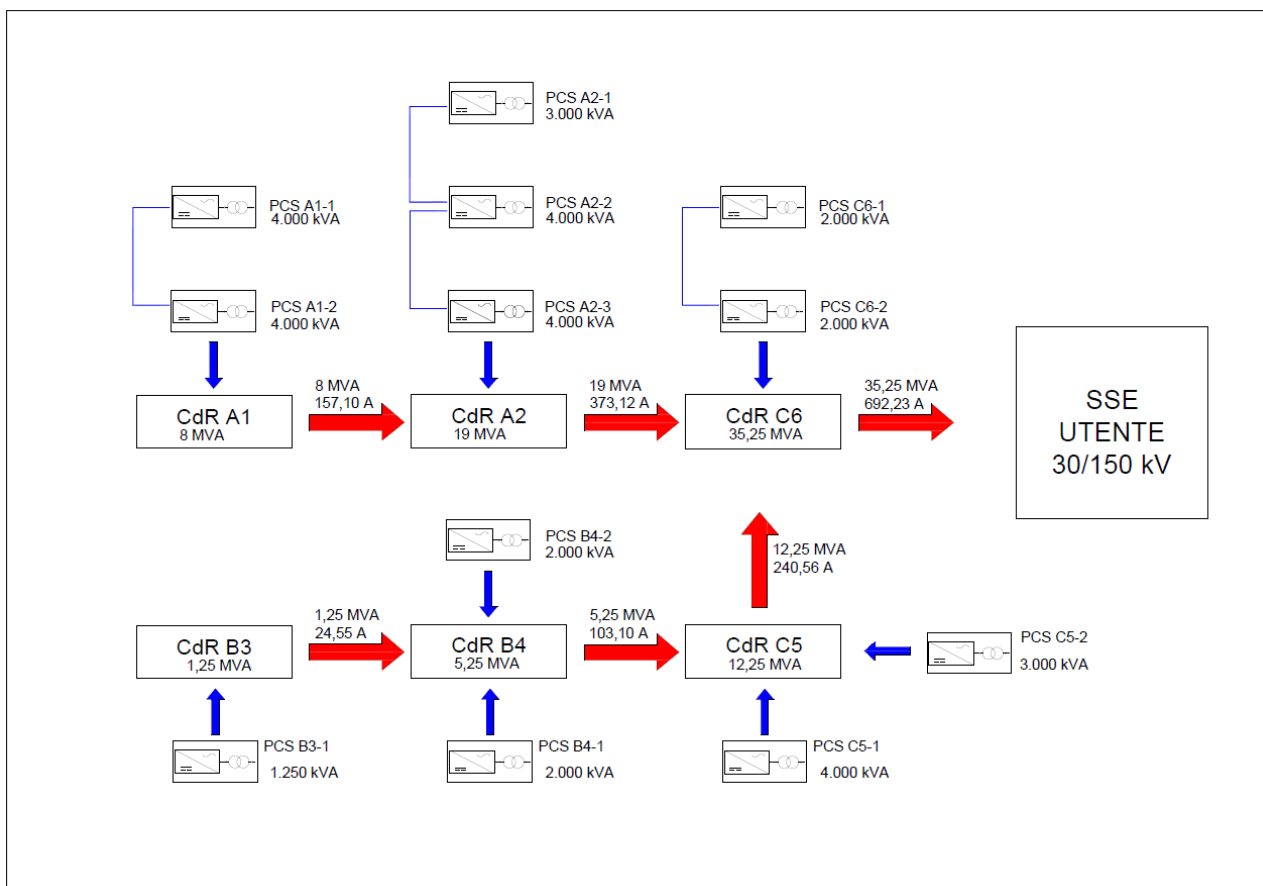 PCS A2-1
3.000 kVA
PCS A1-1
4.000 kVA
PCS A2-2
4.000 kVA
PCS C6-1
2.000 kVA
PCS A1-2
4.000 kVA
PCS A2-3
4.000 kVA
PCS C6-2
2.000 kVA
CdR A1
8 MVA
8 MVA
157,10 A
CdR A2
19 MVA
19 MVA
373,12 A
CdR C6
35,25 MVA
35,25 MVA
692,23 A
SSE
UTENTE
30/150 kV
PCS B4-2
2.000 kVA
12,25 MVA
240,56 A
CdR B3
1,25 MVA
1,25 MVA
24,55 A
CdR B4
5,25 MVA
5,25 MVA
103,10 A
CdR C5
12,25 MVA
PCS C5-2
3.000 kVA
PCS B3-1
1.250 kVA
PCS B4-1
2.000 kVA
PCS C5-1
4.000 kVA